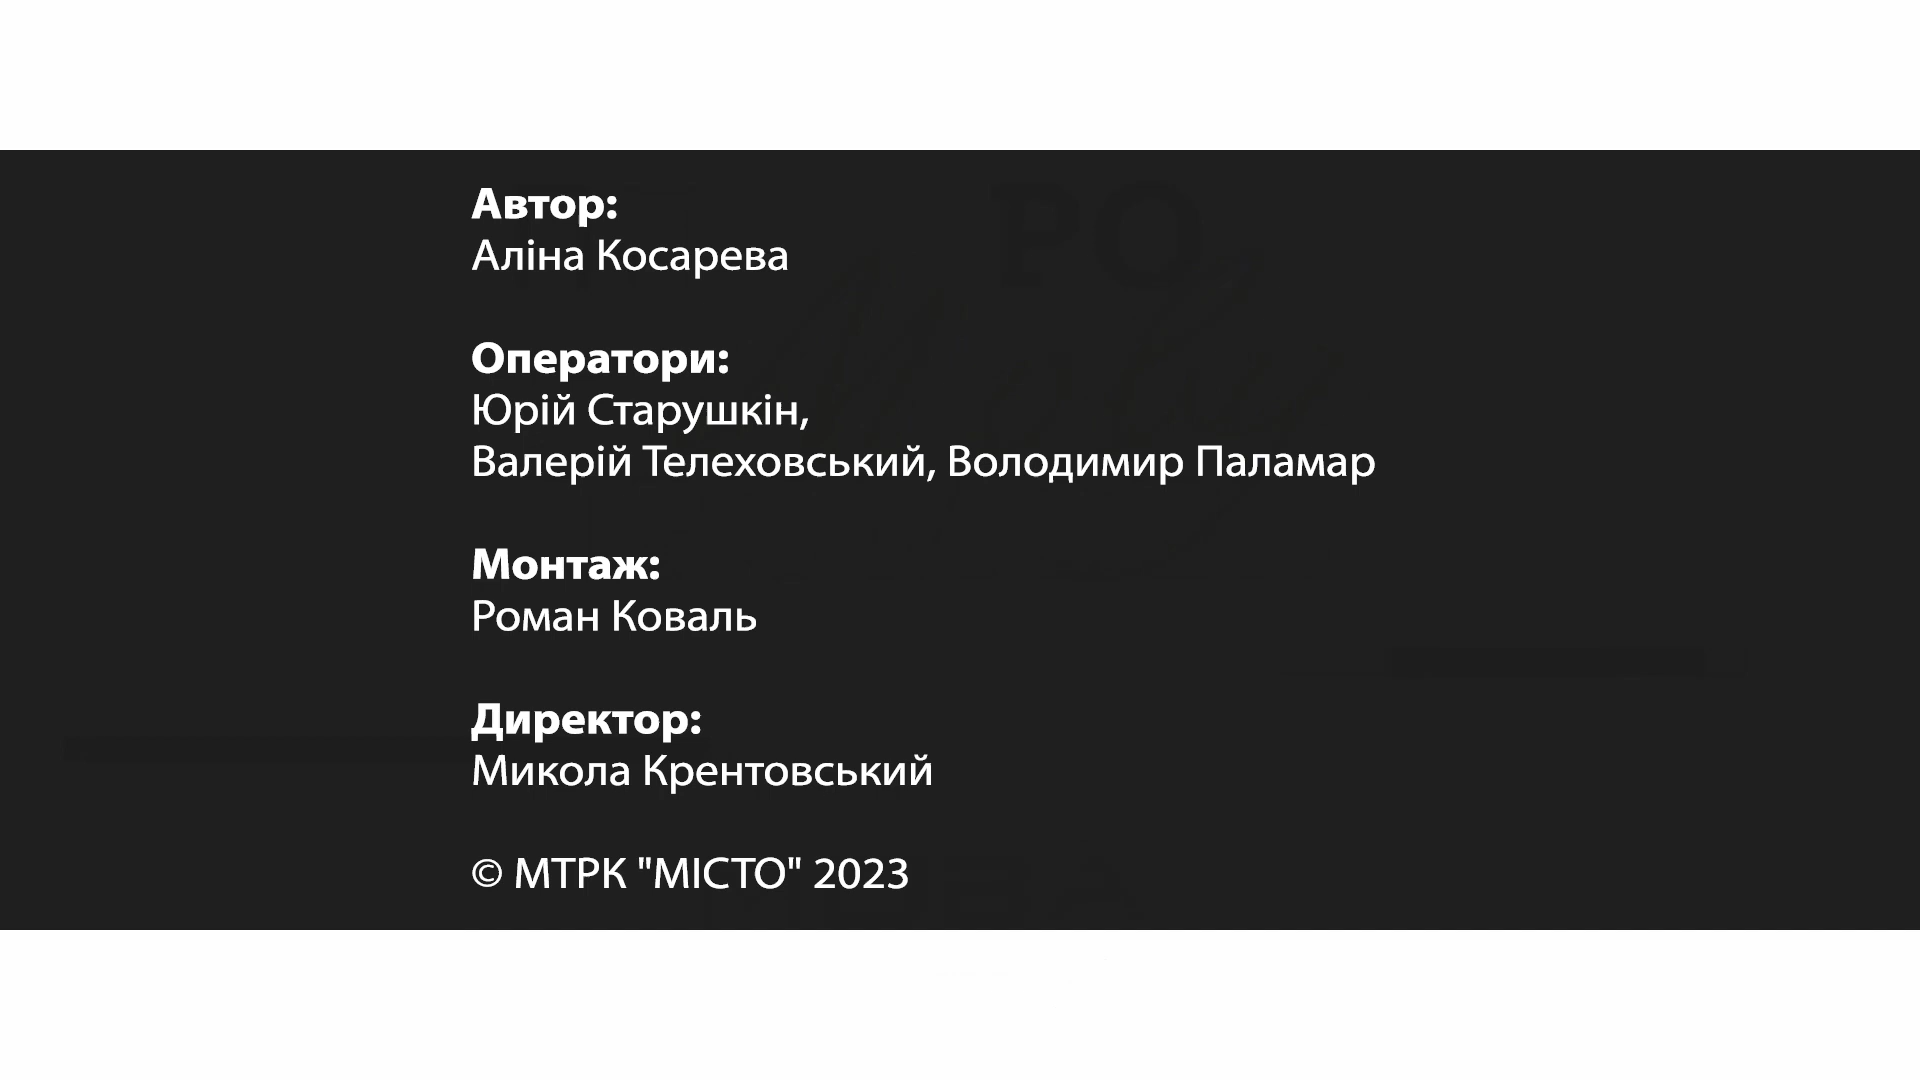 Автор:
Аліна Косарева
Оператори:
Юрій Старушкін,
Валерій Телеховський, Володимир Паламар
Монтаж:
Роман Коваль
Директор:
Микола Крентовський
© МТРК "МІСТО" 2023